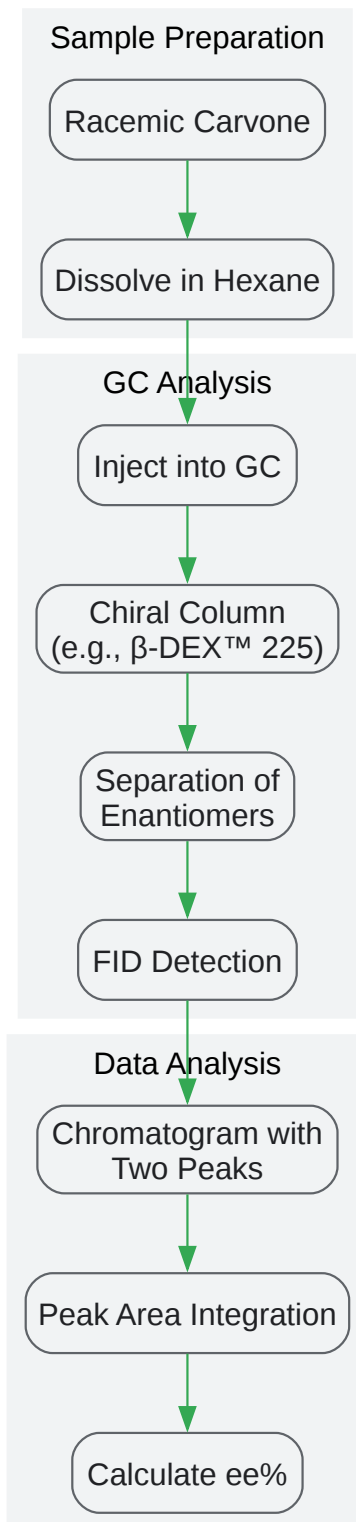 Sample Preparation
Racemic Carvone
Dissolve in Hexane
GC Analysis
Inject into GC
Chiral Column
(e.g., β-DEX™ 225)
Separation of
Enantiomers
FID Detection
Data Analysis
Chromatogram with
Two Peaks
Peak Area Integration
Calculate ee%